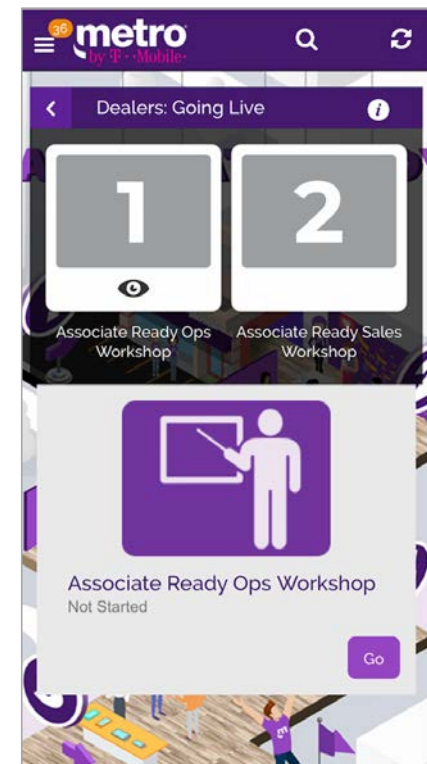 36
metro
by T-Mobile
Dealers: Going Live
i
1
2
Associate Ready Ops
Workshop
Associate Ready Sales
Workshop
Associate Ready Ops Workshop
Not Started
Go